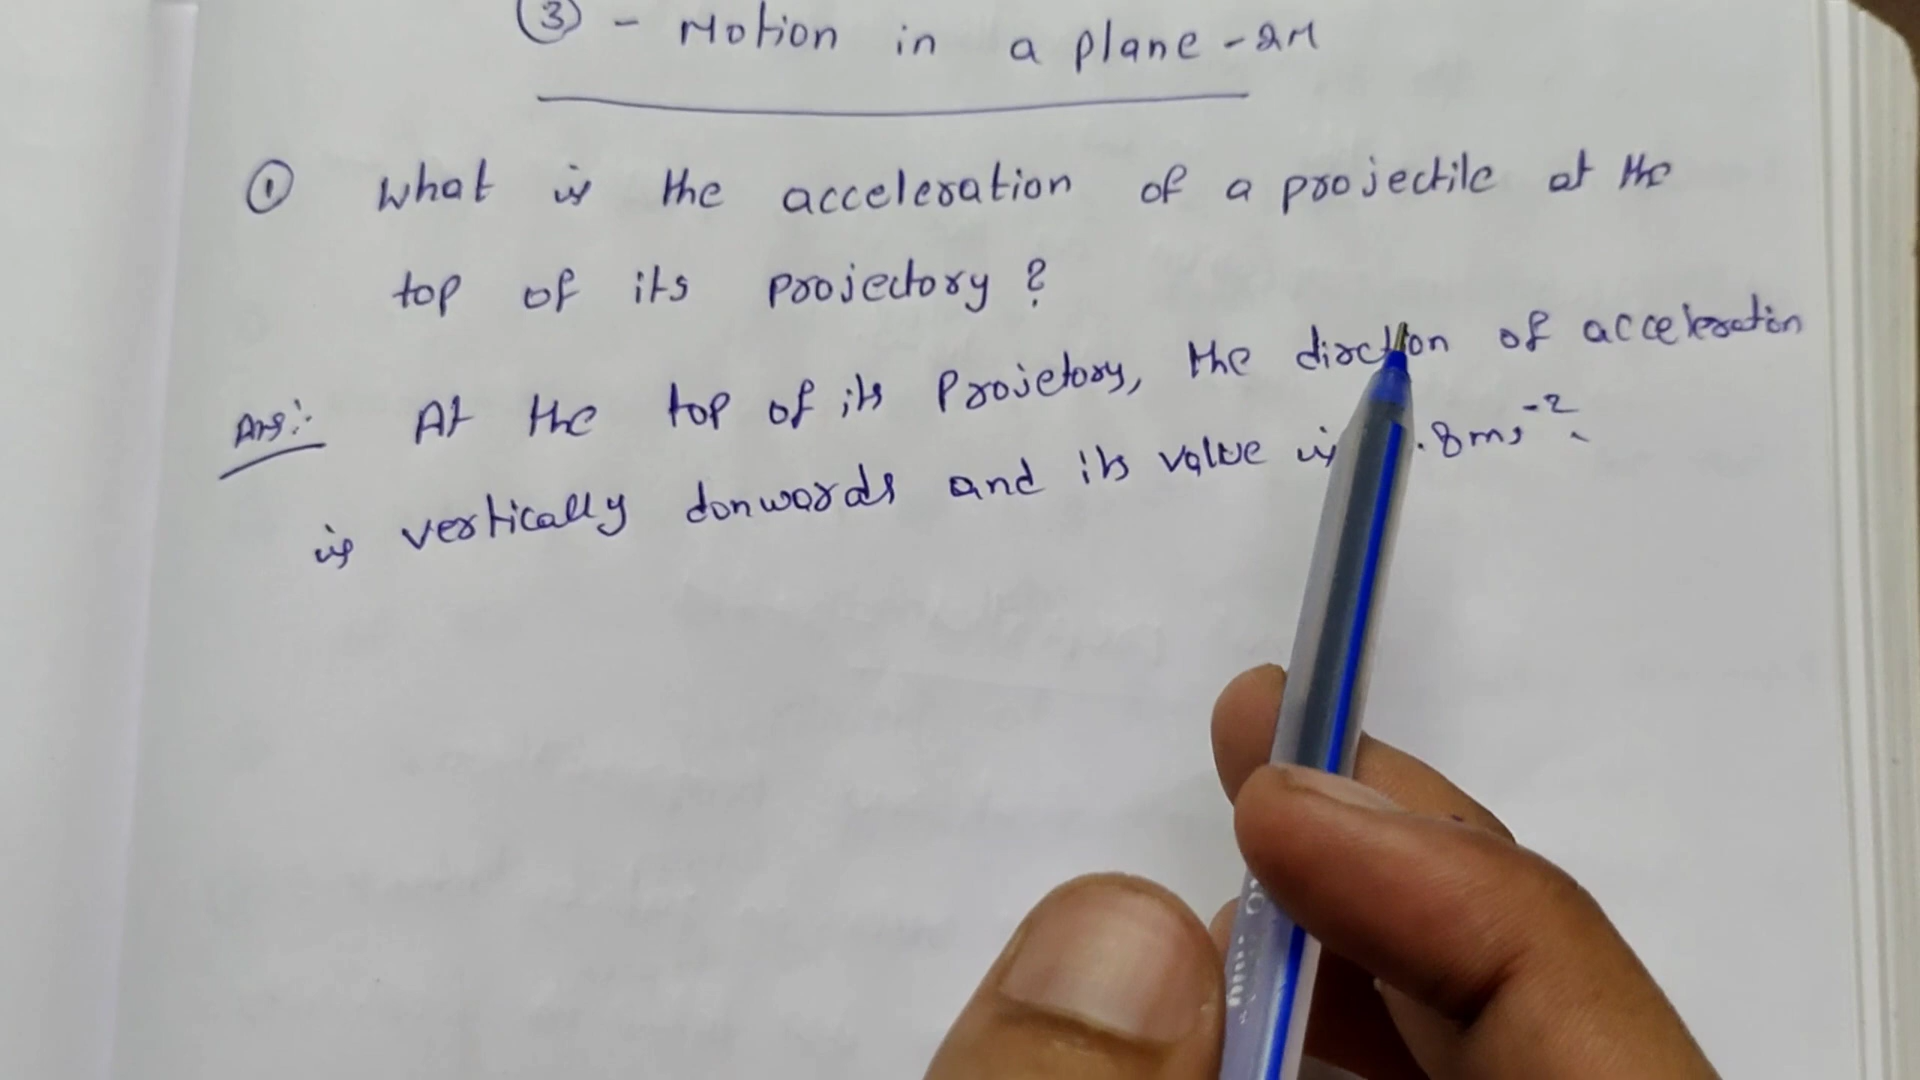 ③ - Motion in a plane - 2M
① what is the acceleration of a projectile at the
top of its projectory ?
Ans:- At the top of its Projetory, the direction of acceleration
is vertically donwards and its value is .8ms⁻².